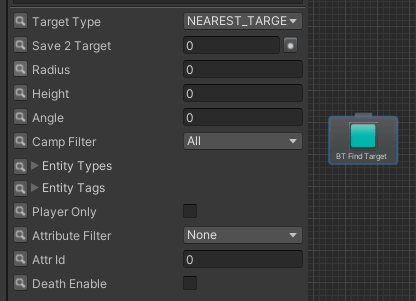 Target Type NEAREST_TARGE
Save 2 Target 0
Radius 0
Height 0
Angle 0
Camp Filter All
Entity Types
Entity Tags
Player Only
Attribute Filter None
Attr Id 0
Death Enable
BT Find Target